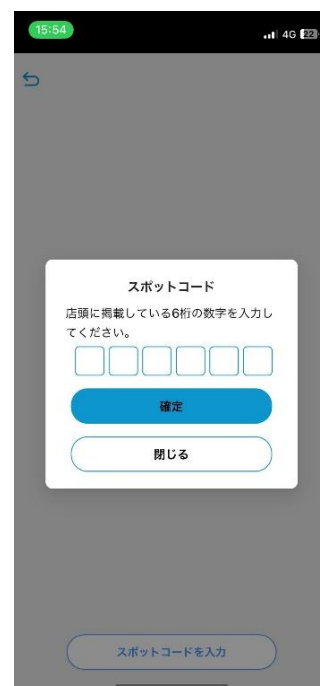 15:54
4G 22
スポットコード
店頭に掲載している6桁の数字を入力し
てください。
確定
閉じる
スポットコードを入力